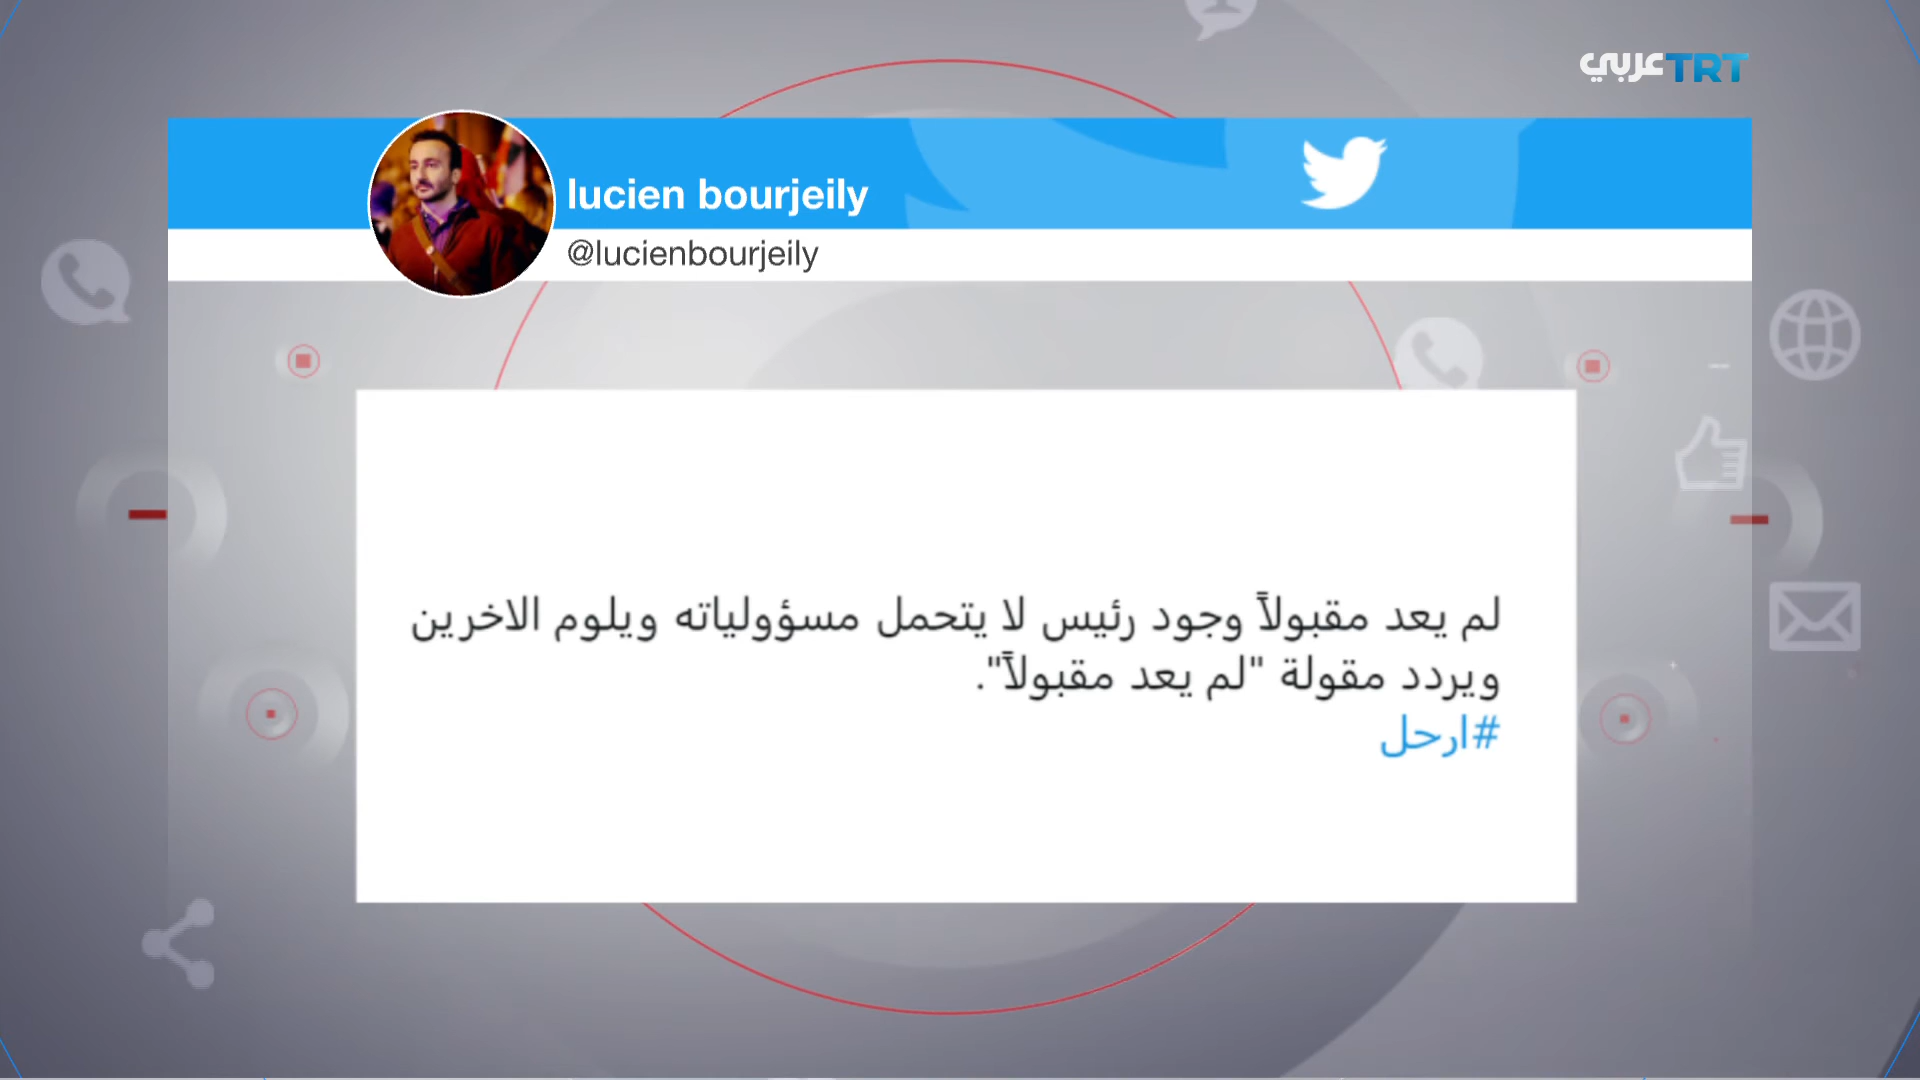 TRT عربي
lucien bourjeily
@lucienbourjeily
لم يعد مقبولاً وجود رئيس لا يتحمل مسؤولياته ويلوم الاخرين
ويردد مقولة "لم يعد مقبولاً".
#ارحل